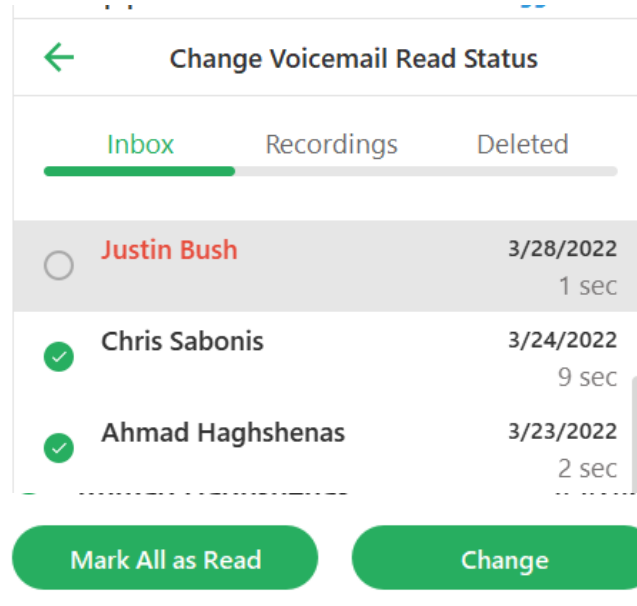 Change Voicemail Read Status
Inbox Recordings Deleted
Justin Bush 3/28/2022
1 sec
Chris Sabonis 3/24/2022
9 sec
Ahmad Haghshenas 3/23/2022
2 sec
Mark All as Read Change